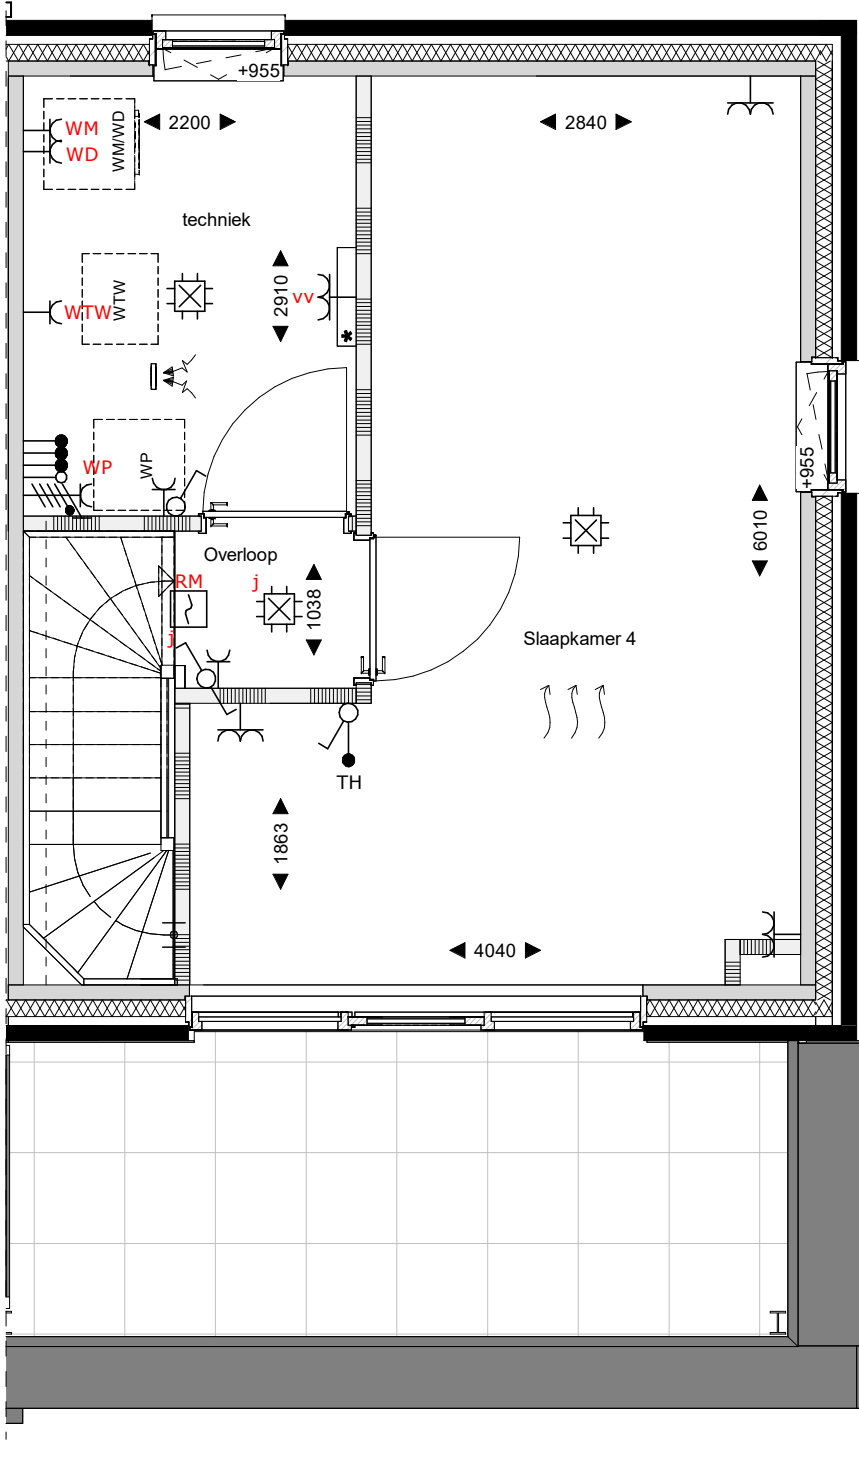 +955
WM
WD
WM/WD
2200
2840
techniek
2910
vv
WTW
WTW
*
WP
WP
+955
6010
Overloop
RM
j
1038
j
Slaapkamer 4
TH
1863
4040